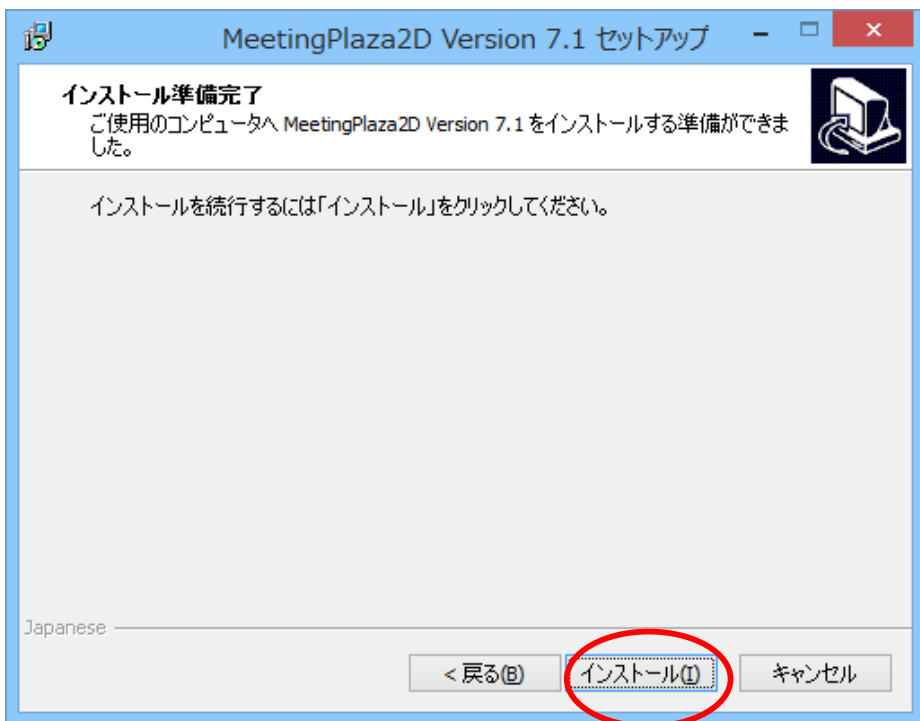 MeetingPlaza2D Version 7.1 セットアップ
インストール準備完了
ご使用のコンピュータへ MeetingPlaza2D Version 7.1 をインストールする準備ができま
した。
インストールを続行するには「インストール」をクリックしてください。
Japanese
< 戻る(B) インストール(I) キャンセル